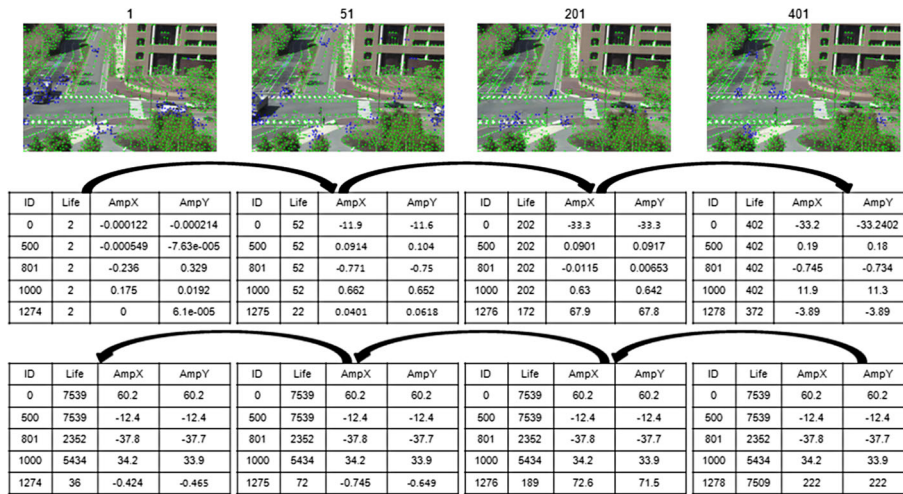 1 51 201 401
ID Life AmpX AmpY ID Life AmpX AmpY ID Life AmpX AmpY ID Life AmpX AmpY
0 2 -0.000122 -0.000214 0 52 -11.9 -11.6 0 202 -33.3 -33.3 0 402 -33.2 -33.2402
500 2 -0.000549 -7.63e-005 500 52 0.0914 0.104 500 202 0.0901 0.0917 500 402 0.19 0.18
801 2 -0.236 0.329 801 52 -0.771 -0.75 801 202 -0.0115 0.00653 801 402 -0.745 -0.734
1000 2 0.175 0.0192 1000 52 0.662 0.652 1000 202 0.63 0.642 1000 402 11.9 11.3
1274 2 0 6.1e-005 1275 22 0.0401 0.0618 1276 172 67.9 67.8 1278 372 -3.89 -3.89
ID Life AmpX AmpY ID Life AmpX AmpY ID Life AmpX AmpY ID Life AmpX AmpY
0 7539 60.2 60.2 0 7539 60.2 60.2 0 7539 60.2 60.2 0 7539 60.2 60.2
500 7539 -12.4 -12.4 500 7539 -12.4 -12.4 500 7539 -12.4 -12.4 500 7539 -12.4 -12.4
801 2352 -37.8 -37.7 801 2352 -37.8 -37.7 801 2352 -37.8 -37.7 801 2352 -37.8 -37.7
1000 5434 34.2 33.9 1000 5434 34.2 33.9 1000 5434 34.2 33.9 1000 5434 34.2 33.9
1274 36 -0.424 -0.465 1275 72 -0.745 -0.649 1276 189 72.6 71.5 1278 7509 222 222